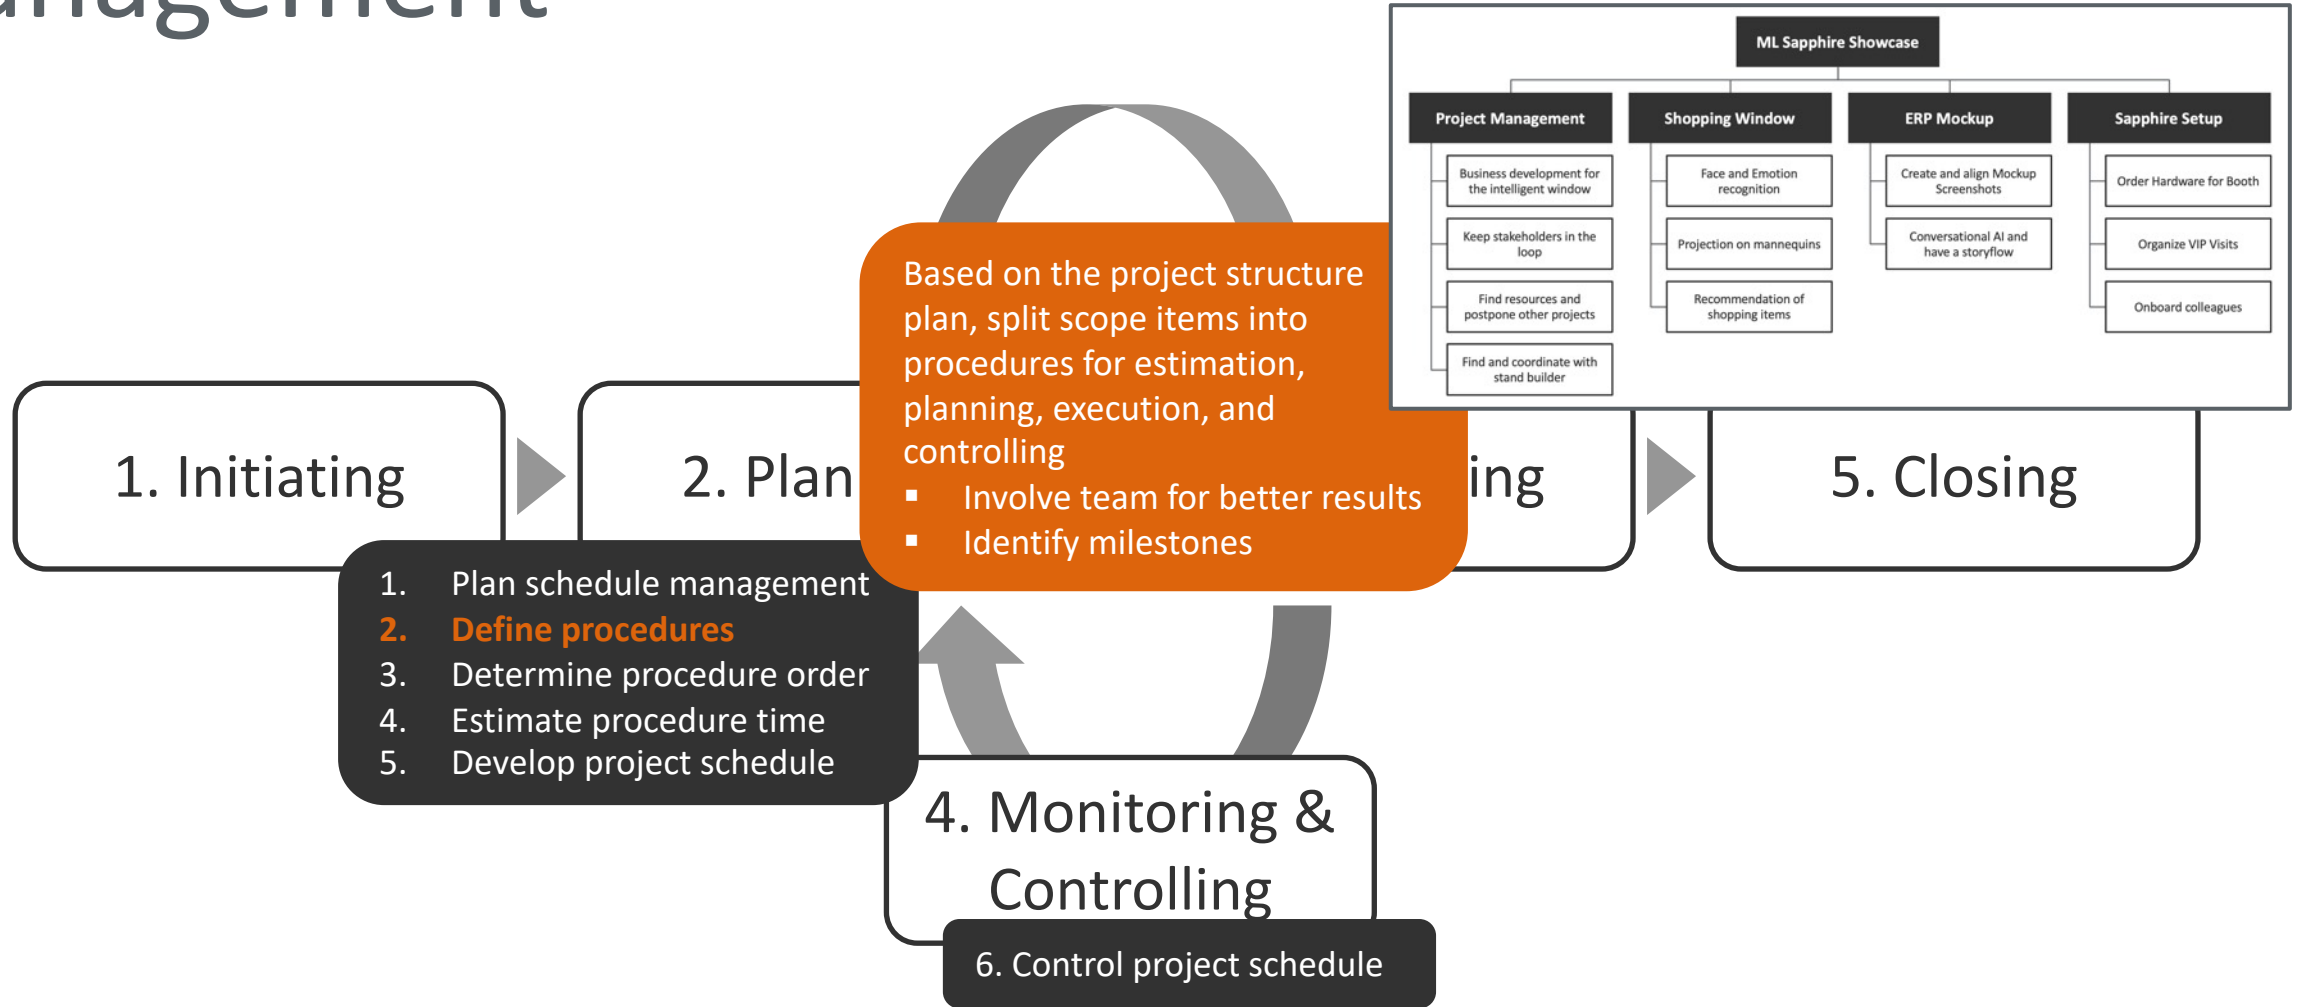 ML Sapphire Showcase
Project Management
Shopping Window
ERP Mockup
Sapphire Setup
Business development for
the intelligent window
Keep stakeholders in the
loop
Find resources and
postpone other projects
Find and coordinate with
stand builder
Face and Emotion
recognition
Projection on mannequins
Recommendation of
shopping items
Create and align Mockup
Screenshots
Conversational AI and
have a storyflow
Order Hardware for Booth
Organize VIP Visits
Onboard colleagues
Based on the project structure
plan, split scope items into
procedures for estimation,
planning, execution, and
controlling
▪ Involve team for better results
▪ Identify milestones
1. Initiating
2. Plan
ing
5. Closing
1. Plan schedule management
2. Define procedures
3. Determine procedure order
4. Estimate procedure time
5. Develop project schedule
4. Monitoring &
Controlling
6. Control project schedule